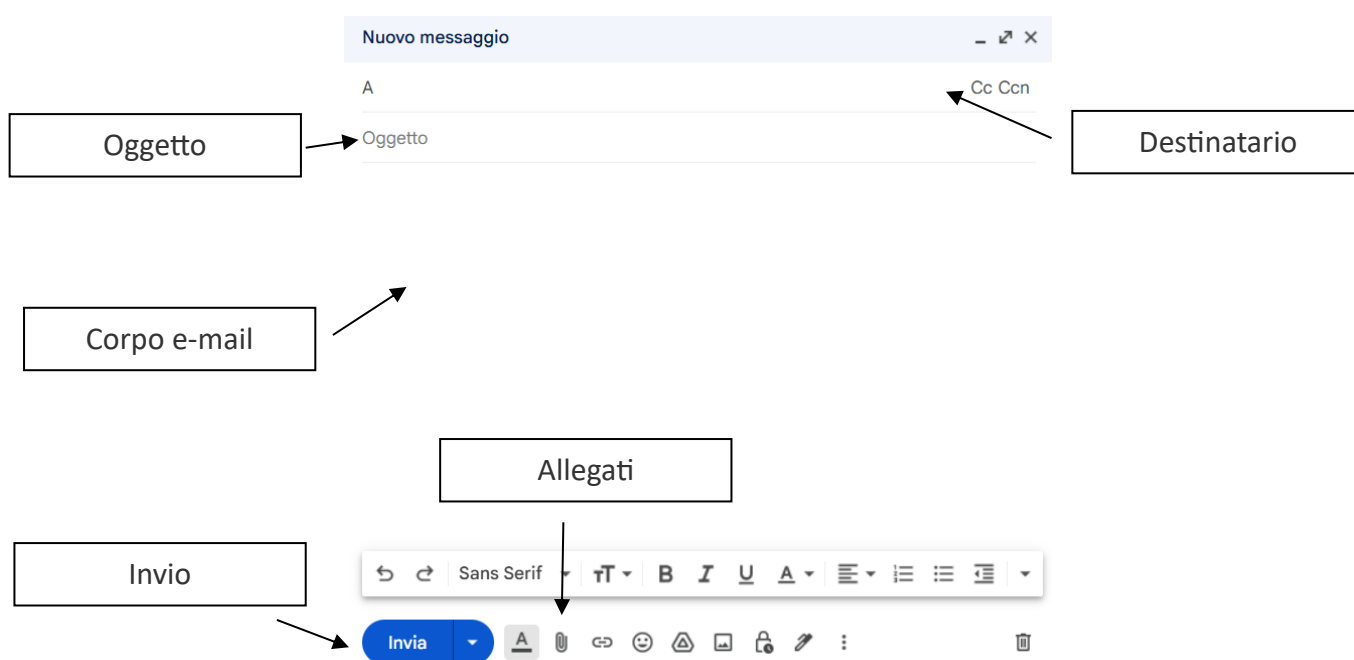 Nuovo messaggio
A
Cc Ccn
Oggetto
Oggetto
Destinatario
Corpo e-mail
Allegati
Invio
Sans Serif
Invia